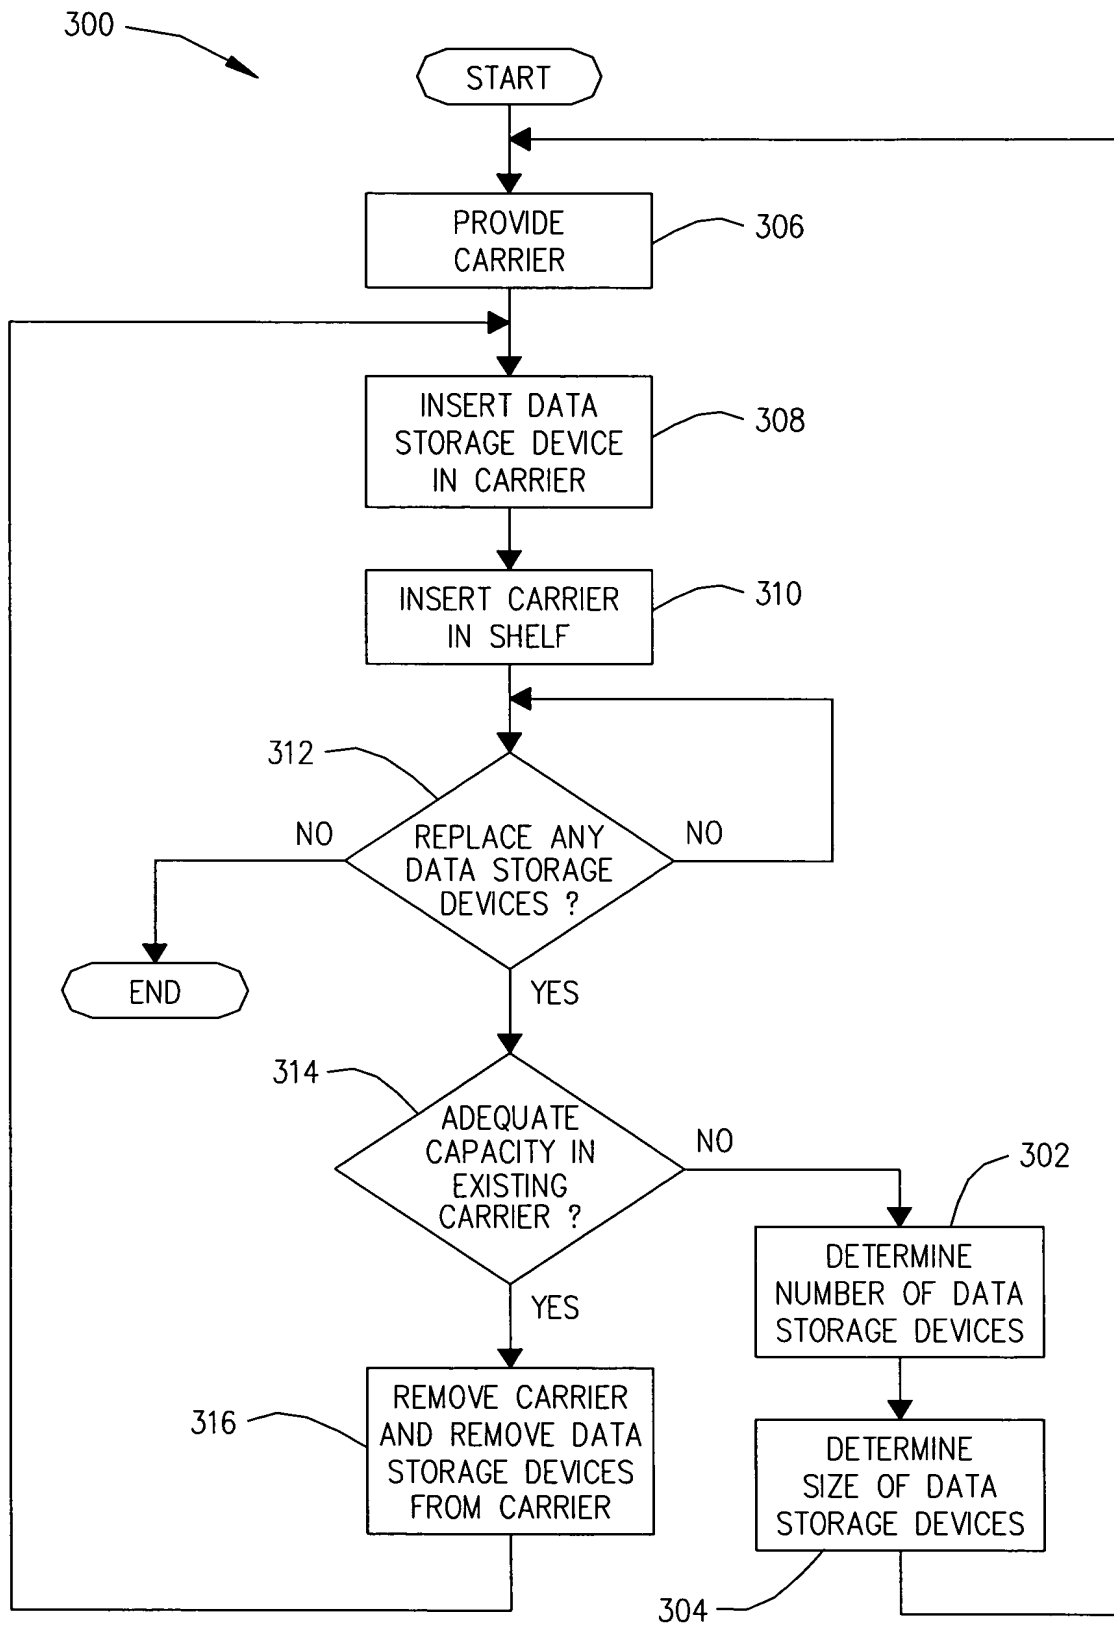 300
START
PROVIDE
CARRIER
306
INSERT DATA
STORAGE DEVICE
IN CARRIER
308
INSERT CARRIER
IN SHELF
310
312
NO
REPLACE ANY
DATA STORAGE
DEVICES ?
NO
END
YES
314
ADEQUATE
CAPACITY IN
EXISTING
CARRIER ?
NO
302
DETERMINE
NUMBER OF DATA
STORAGE DEVICES
YES
316
REMOVE CARRIER
AND REMOVE DATA
STORAGE DEVICES
FROM CARRIER
DETERMINE
SIZE OF DATA
STORAGE DEVICES
304